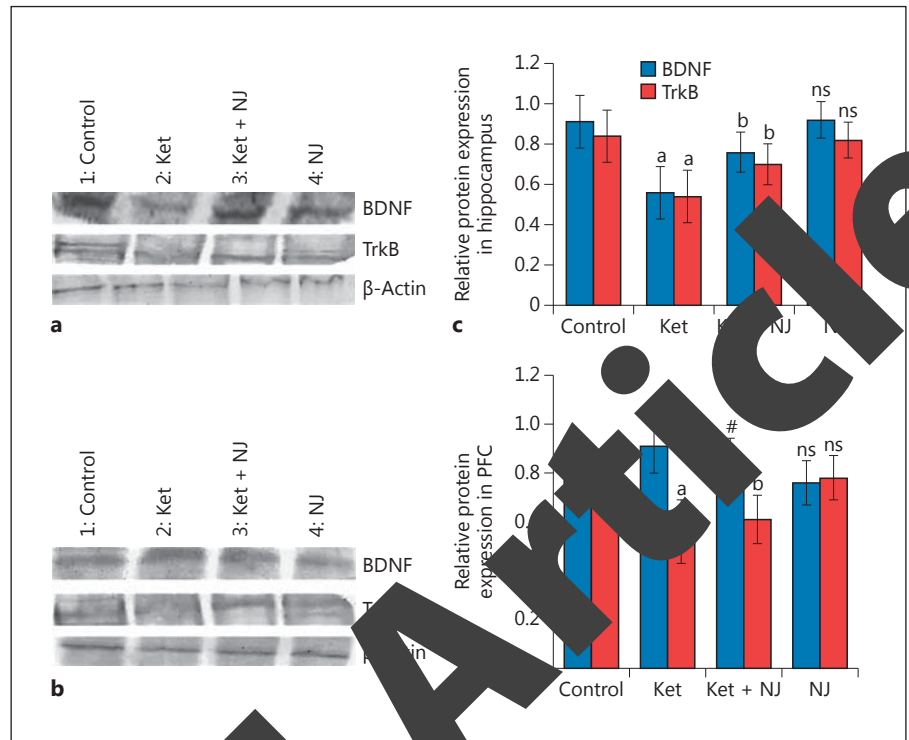 1: Control
2: Ket
3: Ket + NJ
4: NJ
BDNF
TrkB
β-Actin
a
1.2
1.0
0.8
0.6
0.4
0.2
0
Relative protein expression
in hippocampus
BDNF
TrkB
a a
b b
ns ns
Control Ket NJ
c
1: Control
2: Ket
3: Ket + NJ
4: NJ
BDNF
b
1.2
1.0
0.8
0.2
Relative protein
expression in PFC
a
#
b
ns ns
Control Ket Ket + NJ NJ
Article